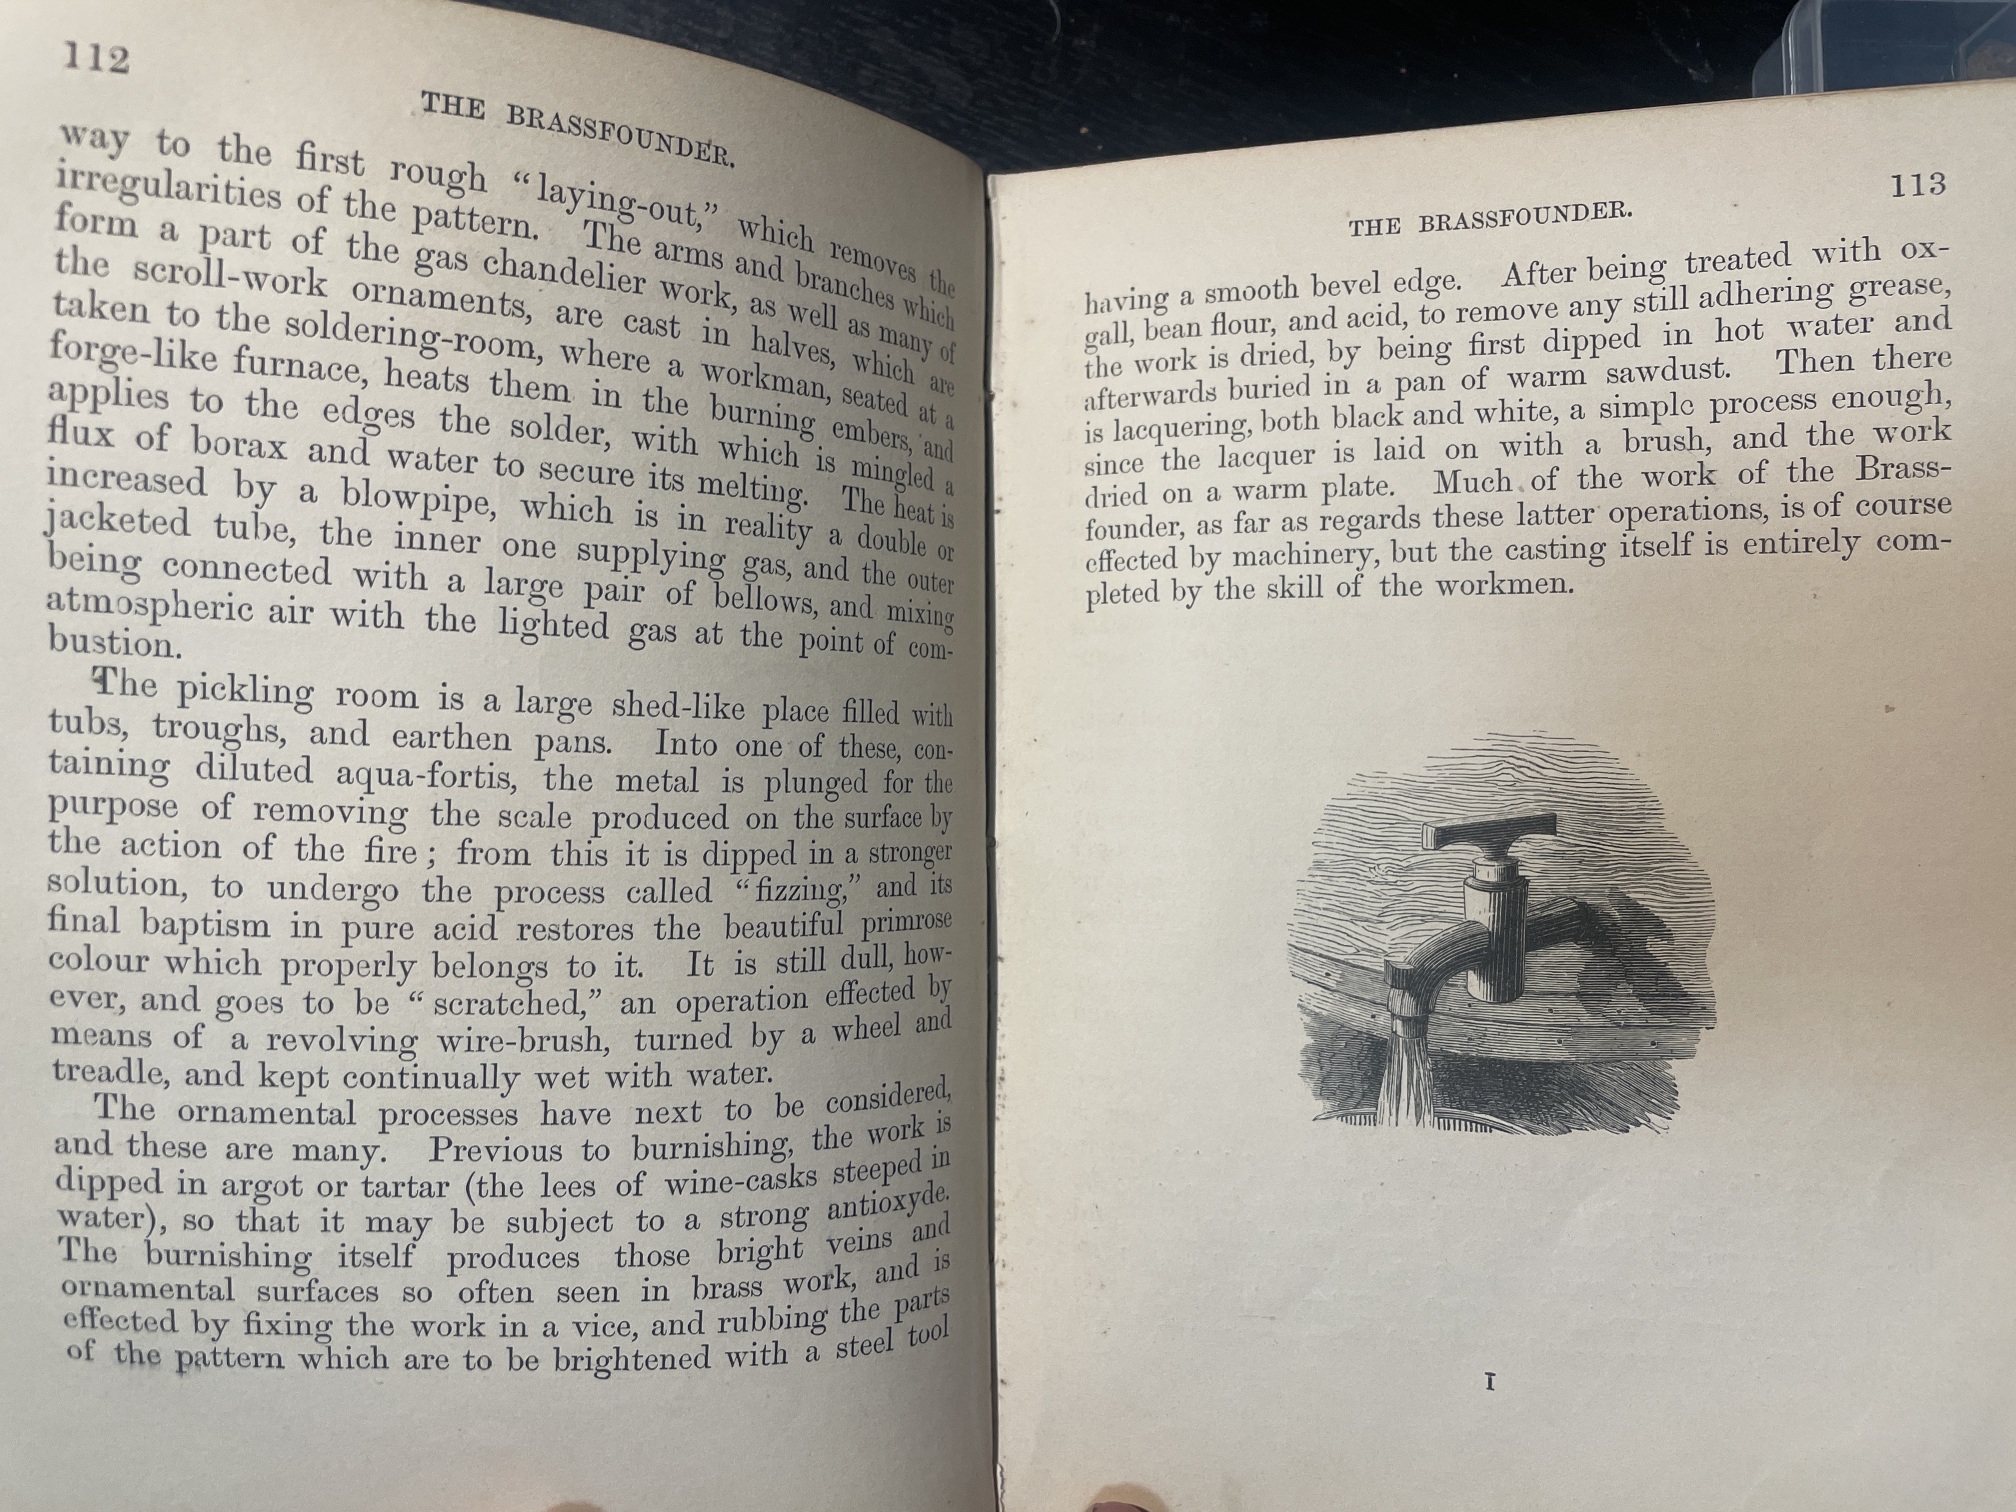 112
THE BRASSFOUNDER.
way to the first rough “laying-out,” which removes the
irregularities of the pattern. The arms and branches which
form a part of the gas chandelier work, as well as many of
the scroll-work ornaments, are cast in halves, which are
taken to the soldering-room, where a workman, seated at a
forge-like furnace, heats them in the burning embers, and
applies to the edges the solder, with which is mingled a
flux of borax and water to secure its melting. The heat is
increased by a blowpipe, which is in reality a double or
jacketed tube, the inner one supplying gas, and the outer
being connected with a large pair of bellows, and mixing
atmospheric air with the lighted gas at the point of com-
bustion.
The pickling room is a large shed-like place filled with
tubs, troughs, and earthen pans. Into one of these, con-
taining diluted aqua-fortis, the metal is plunged for the
purpose of removing the scale produced on the surface by
the action of the fire; from this it is dipped in a stronger
solution, to undergo the process called “fizzing,” and its
final baptism in pure acid restores the beautiful primrose
colour which properly belongs to it. It is still dull, how-
ever, and goes to be “scratched,” an operation effected by
means of a revolving wire-brush, turned by a wheel and
treadle, and kept continually wet with water.
The ornamental processes have next to be considered,
and these are many. Previous to burnishing, the work is
dipped in argot or tartar (the lees of wine-casks steeped in
water), so that it may be subject to a strong antioxyde.
The burnishing itself produces those bright veins and
ornamental surfaces so often seen in brass work, and is
effected by fixing the work in a vice, and rubbing the parts
of the pattern which are to be brightened with a steel tool
113
THE BRASSFOUNDER.
having a smooth bevel edge. After being treated with ox-
gall, bean flour, and acid, to remove any still adhering grease,
the work is dried, by being first dipped in hot water and
afterwards buried in a pan of warm sawdust. Then there
is lacquering, both black and white, a simple process enough,
since the lacquer is laid on with a brush, and the work
dried on a warm plate. Much of the work of the Brass-
founder, as far as regards these latter operations, is of course
effected by machinery, but the casting itself is entirely com-
pleted by the skill of the workmen.
I